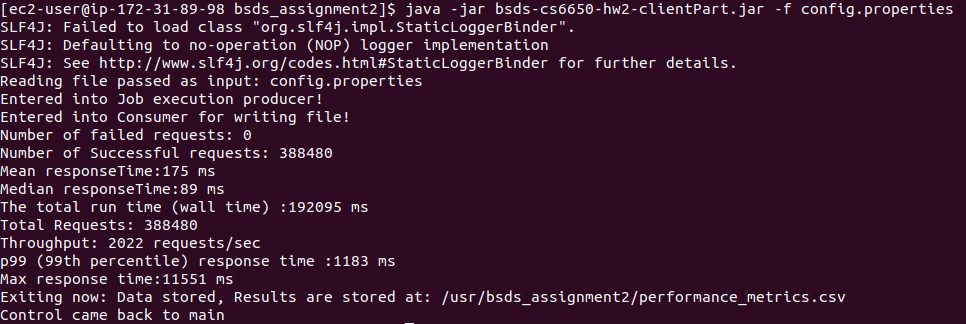 [ec2-user@ip-172-31-89-98 bsds_assignment2]$ java -jar bsds-cs6650-hw2-clientPart.jar -f config.properties
SLF4J: Failed to load class "org.slf4j.impl.StaticLoggerBinder".
SLF4J: Defaulting to no-operation (NOP) logger implementation
SLF4J: See http://www.slf4j.org/codes.html#StaticLoggerBinder for further details.
Reading file passed as input: config.properties
Entered into Job execution producer!
Entered into Consumer for writing file!
Number of failed requests: 0
Number of Successful requests: 388480
Mean responseTime:175 ms
Median responseTime:89 ms
The total run time (wall time) :192095 ms
Total Requests: 388480
Throughput: 2022 requests/sec
p99 (99th percentile) response time :1183 ms
Max response time:11551 ms
Exiting now: Data stored, Results are stored at: /usr/bsds_assignment2/performance_metrics.csv
Control came back to main